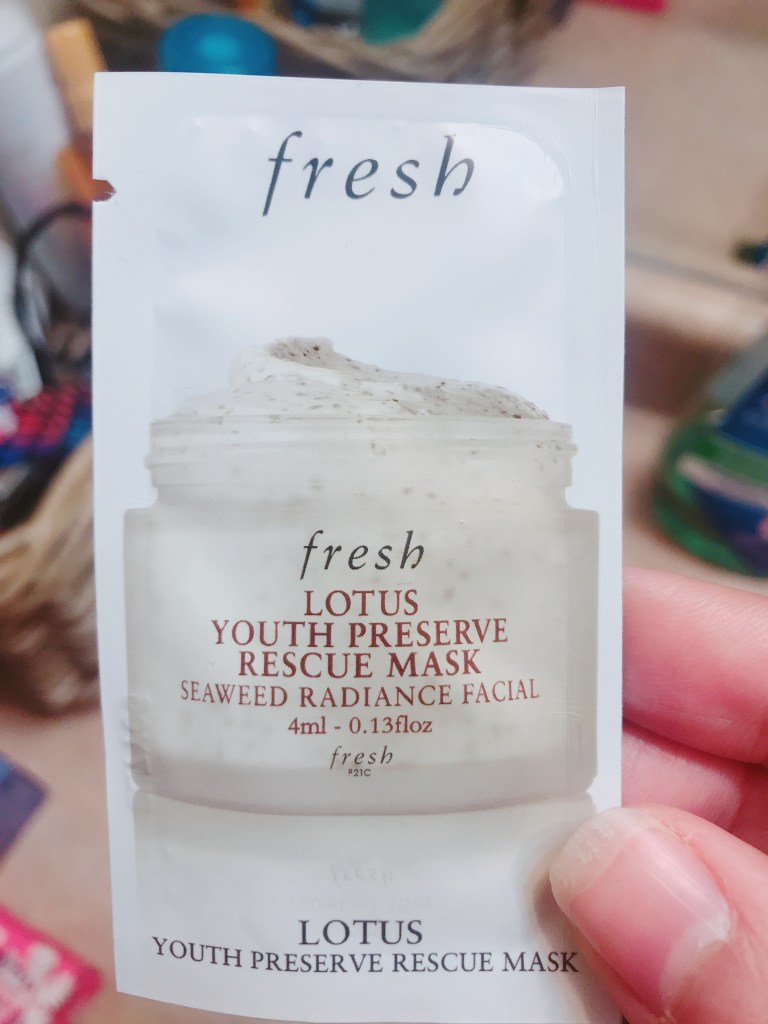 fresh
fresh
LOTUS
YOUTH PRESERVE
RESCUE MASK
SEAWEED RADIANCE FACIAL
4ml - 0.13floz
fresh
F21C
LOTUS
YOUTH PRESERVE RESCUE MASK